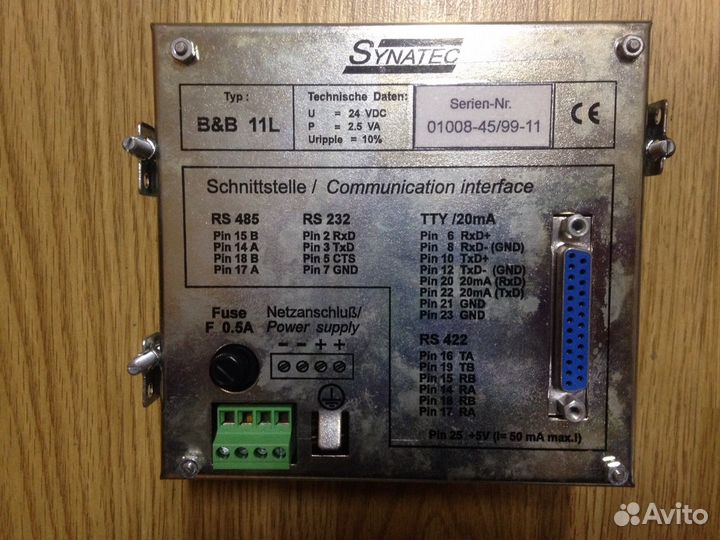 SYNATEC
Typ :
B&B 11L
Technische Daten:
U = 24 VDC
P = 2.5 VA
Uripple = 10%
Serien-Nr.
01008-45/99-11
CE
Schnittstelle / Communication interface
RS 485
Pin 15 B
Pin 14 A
Pin 18 B
Pin 17 A
RS 232
Pin 2 RxD
Pin 3 TxD
Pin 5 CTS
Pin 7 GND
TTY /20mA
Pin 6 RxD+
Pin 8 RxD- (GND)
Pin 10 TxD+
Pin 12 TxD- (GND)
Pin 20 20mA (RxD)
Pin 22 20mA (TxD)
Pin 21 GND
Pin 23 GND
RS 422
Pin 16 TA
Pin 19 TB
Pin 15 RB
Pin 14 RA
Pin 18 RB
Pin 17 RA
Pin 25 +5V (I= 50 mA max.!)
Fuse
F 0.5A
Netzanschluß/
Power supply
− − + +
Avito